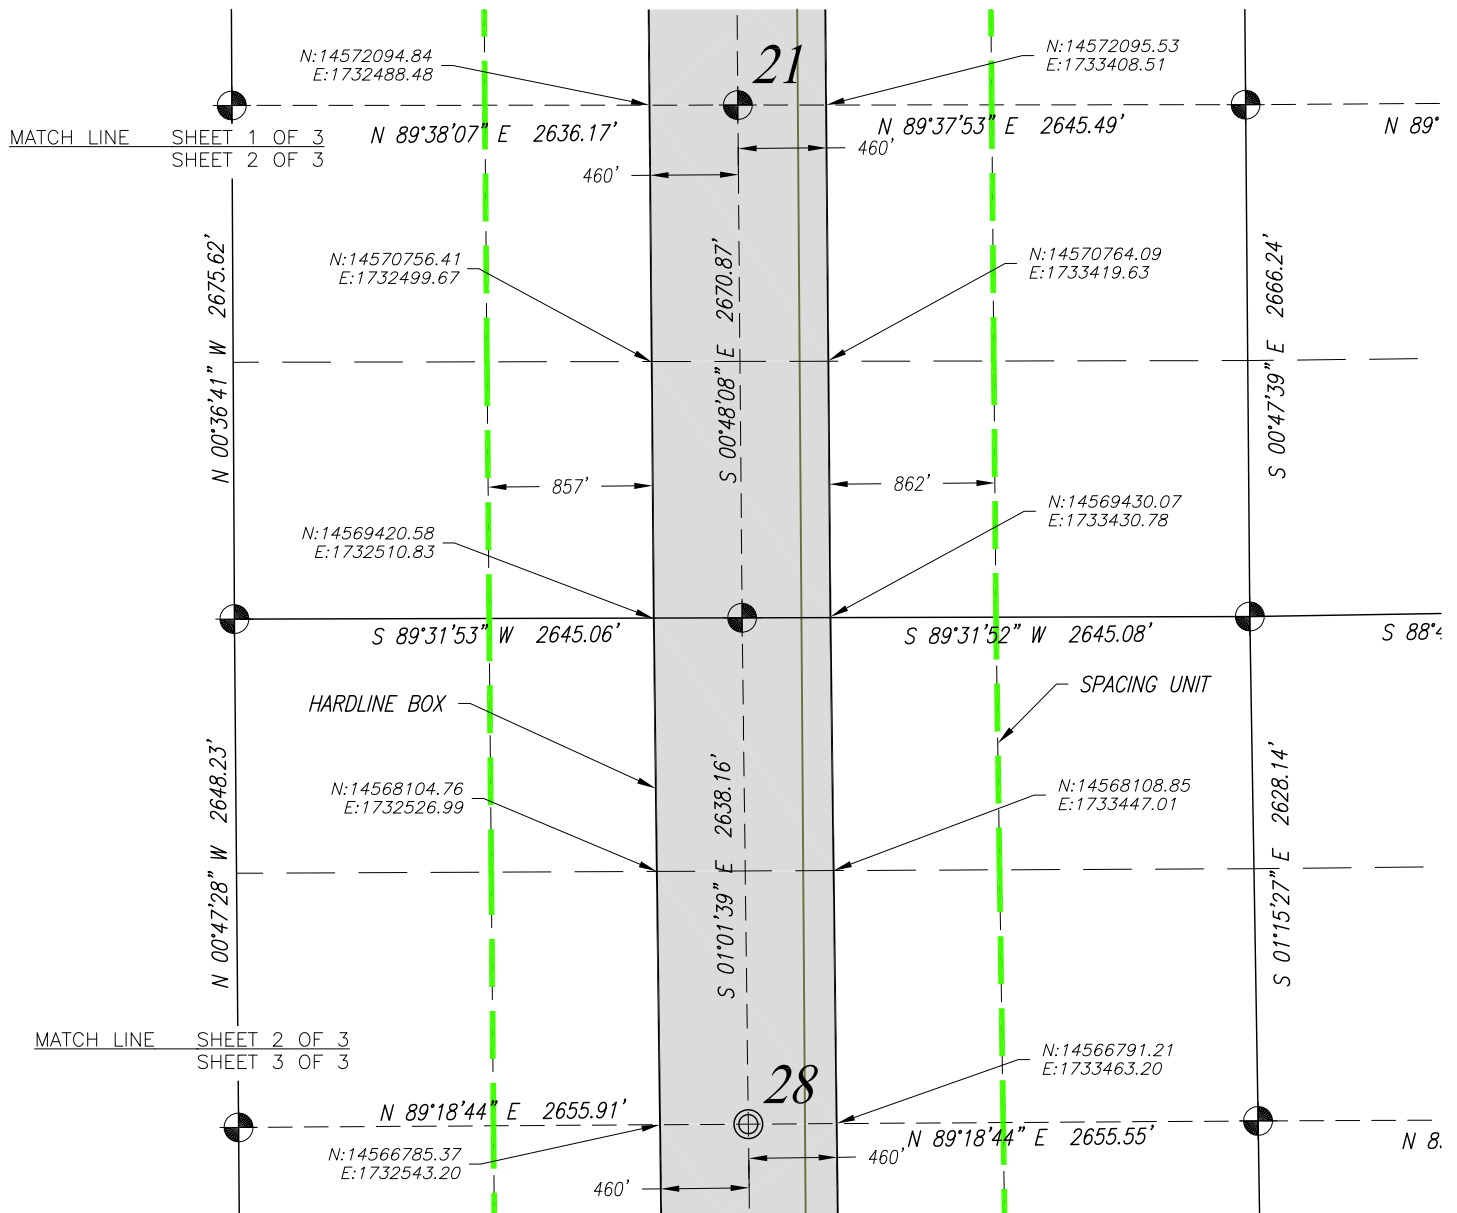 N:14572094.84
E:1732488.48
21
N:14572095.53
E:1733408.51
MATCH LINE SHEET 1 OF 3
SHEET 2 OF 3
N 89°38'07" E 2636.17'
N 89°37'53" E 2645.49'
N 89°
460'
460'
N 00°36'41" W 2675.62'
N:14570756.41
E:1732499.67
S 00°48'08" E 2670.87'
N:14570764.09
E:1733419.63
S 00°47'39" E 2666.24'
857'
862'
N:14569420.58
E:1732510.83
N:14569430.07
E:1733430.78
S 89°31'53" W 2645.06'
S 89°31'52" W 2645.08'
S 88°
HARDLINE BOX
SPACING UNIT
N 00°47'28" W 2648.23'
N:14568104.76
E:1732526.99
S 01°01'39" E 2638.16'
N:14568108.85
E:1733447.01
S 01°15'27" E 2628.14'
MATCH LINE SHEET 2 OF 3
SHEET 3 OF 3
28
N:14566791.21
E:1733463.20
N 89°18'44" E 2655.91'
N 89°18'44" E 2655.55'
N 8
N:14566785.37
E:1732543.20
460'
460'